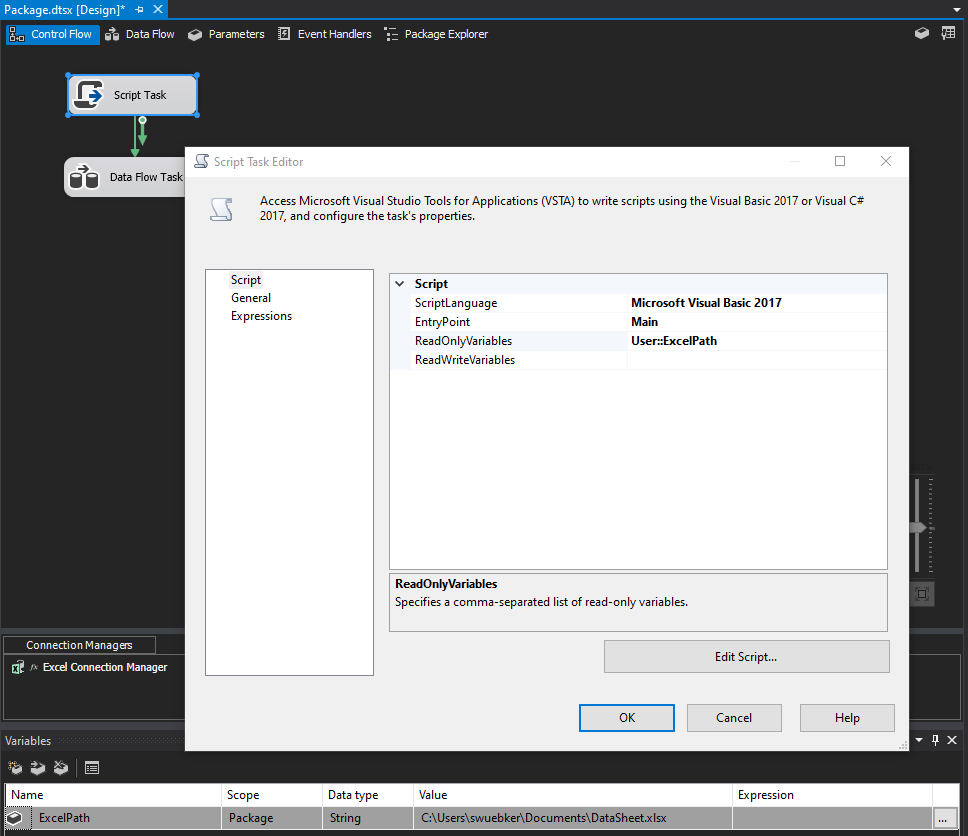 Package.dtsx [Design]*
Control Flow Data Flow Parameters Event Handlers Package Explorer
Script Task
Data Flow Task
Script Task Editor
Access Microsoft Visual Studio Tools for Applications (VSTA) to write scripts using the Visual Basic 2017 or Visual C#
2017, and configure the task's properties.
Script
General
Expressions
Script
ScriptLanguage Microsoft Visual Basic 2017
EntryPoint Main
ReadOnlyVariables User::ExcelPath
ReadWriteVariables
ReadOnlyVariables
Specifies a comma-separated list of read-only variables.
Edit Script...
OK Cancel Help
Connection Managers
fx Excel Connection Manager
Variables
Name Scope Data type Value Expression
ExcelPath Package String C:\Users\swuebker\Documents\DataSheet.xlsx ...